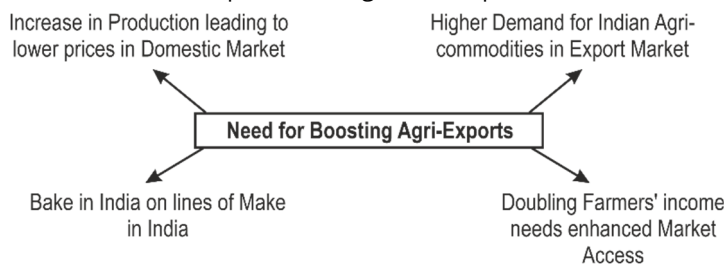 Increase in Production leading to
lower prices in Domestic Market
Higher Demand for Indian Agri-
commodities in Export Market
Need for Boosting Agri-Exports
Bake in India on lines of Make
in India
Doubling Farmers' income
needs enhanced Market
Access